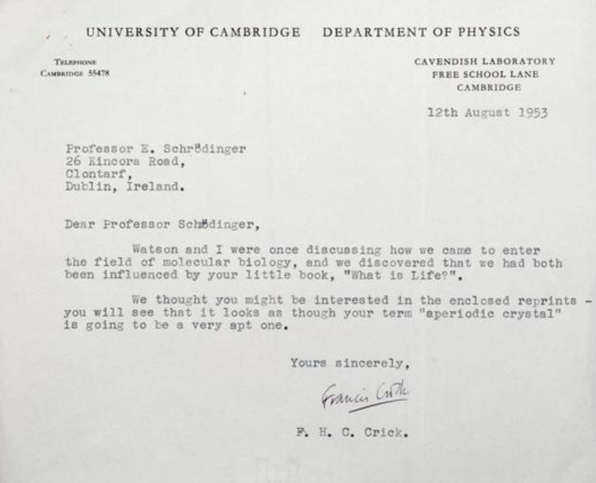 UNIVERSITY OF CAMBRIDGE DEPARTMENT OF PHYSICS
TELEPHONE
CAMBRIDGE 55478
CAVENDISH LABORATORY
FREE SCHOOL LANE
CAMBRIDGE
12th August 1953
Professor E. Schrödinger
26 Kincora Road,
Clontarf,
Dublin, Ireland.
Dear Professor Schödinger,
Watson and I were once discussing how we came to enter
the field of molecular biology, and we discovered that we had both
been influenced by your little book, "What is Life?".
We thought you might be interested in the enclosed reprints -
you will see that it looks as though your term "aperiodic crystal"
is going to be a very apt one.
Yours sincerely,
Francis Crick
F. H. C. Crick.